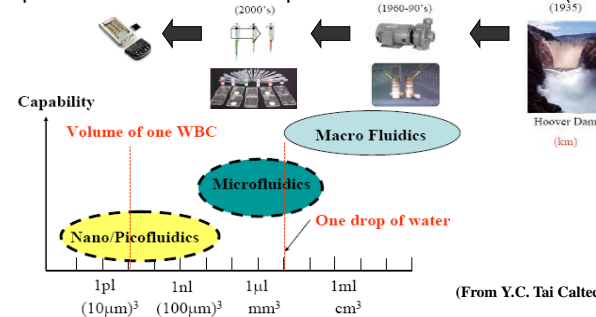 (2000's)
(1960-90's)
(1935)
Capability
Hoover Dam
(km)
Volume of one WBC
Macro Fluidics
Microfluidics
One drop of water
Nano/Picofluidics
1pl 1nl 1μl 1ml
(10μm)³ (100μm)³ mm³ cm³
(From Y.C. Tai Caltec